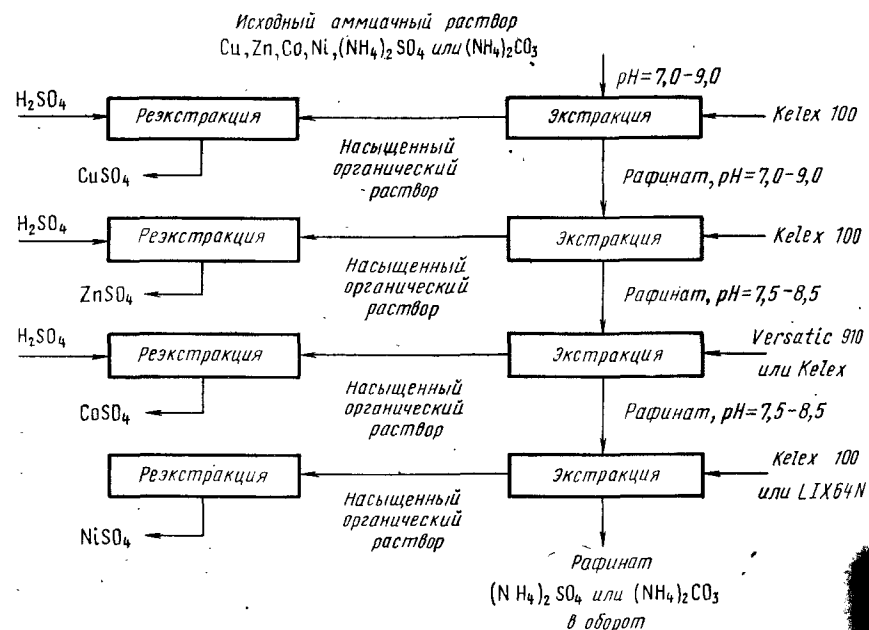 Исходный аммиачный раствор
Cu, Zn, Co, Ni, (NH4)2SO4 или (NH4)2CO3
pH=7,0-9,0
H2SO4
Реэкстракция
Экстракция
Kelex 100
CuSO4
Насыщенный
органический
раствор
Рафинат, pH=7,0-9,0
H2SO4
Реэкстракция
Экстракция
Kelex 100
ZnSO4
Насыщенный
органический
раствор
Рафинат, pH=7,5-8,5
H2SO4
Реэкстракция
Экстракция
Versatic 910
или Kelex
CoSO4
Насыщенный
органический
раствор
Рафинат, pH=7,5-8,5
Реэкстракция
Экстракция
Kelex 100
или LIX64N
NiSO4
Насыщенный
органический
раствор
Рафинат
(NH4)2SO4 или (NH4)2CO3
в оборот